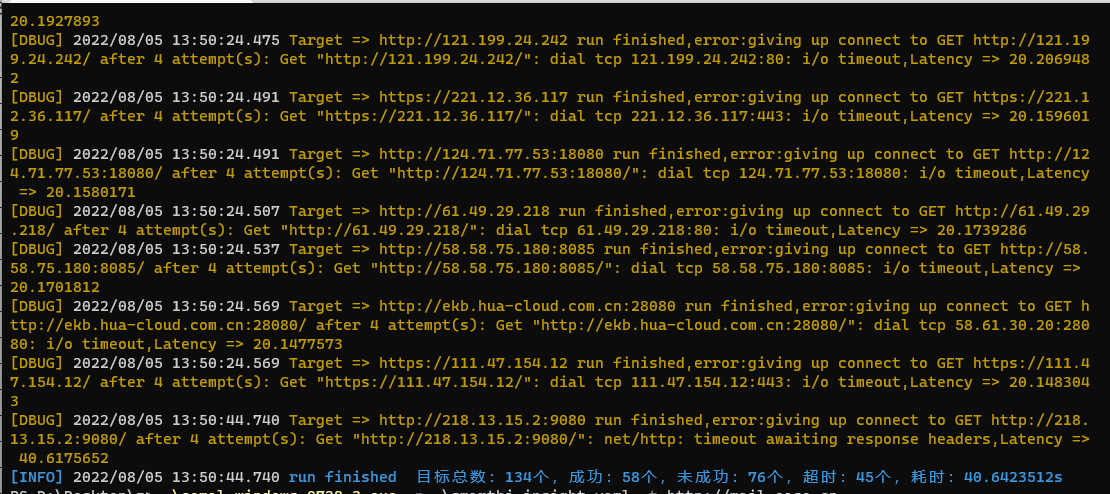 20.1927893
[DBUG] 2022/08/05 13:50:24.475 Target => http://121.199.24.242 run finished,error:giving up connect to GET http://121.19
9.24.242/ after 4 attempt(s): Get "http://121.199.24.242/": dial tcp 121.199.24.242:80: i/o timeout,Latency => 20.206948
2
[DBUG] 2022/08/05 13:50:24.491 Target => https://221.12.36.117 run finished,error:giving up connect to GET https://221.1
2.36.117/ after 4 attempt(s): Get "https://221.12.36.117/": dial tcp 221.12.36.117:443: i/o timeout,Latency => 20.159601
9
[DBUG] 2022/08/05 13:50:24.491 Target => http://124.71.77.53:18080 run finished,error:giving up connect to GET http://12
4.71.77.53:18080/ after 4 attempt(s): Get "http://124.71.77.53:18080/": dial tcp 124.71.77.53:18080: i/o timeout,Latency
=> 20.1580171
[DBUG] 2022/08/05 13:50:24.507 Target => http://61.49.29.218 run finished,error:giving up connect to GET http://61.49.29
.218/ after 4 attempt(s): Get "http://61.49.29.218/": dial tcp 61.49.29.218:80: i/o timeout,Latency => 20.1739286
[DBUG] 2022/08/05 13:50:24.537 Target => http://58.58.75.180:8085 run finished,error:giving up connect to GET http://58.
58.75.180:8085/ after 4 attempt(s): Get "http://58.58.75.180:8085/": dial tcp 58.58.75.180:8085: i/o timeout,Latency =>
20.1701812
[DBUG] 2022/08/05 13:50:24.569 Target => http://ekb.hua-cloud.com.cn:28080 run finished,error:giving up connect to GET h
ttp://ekb.hua-cloud.com.cn:28080/ after 4 attempt(s): Get "http://ekb.hua-cloud.com.cn:28080/": dial tcp 58.61.30.20:280
80: i/o timeout,Latency => 20.1477573
[DBUG] 2022/08/05 13:50:24.569 Target => https://111.47.154.12 run finished,error:giving up connect to GET https://111.4
7.154.12/ after 4 attempt(s): Get "https://111.47.154.12/": dial tcp 111.47.154.12:443: i/o timeout,Latency => 20.148304
3
[DBUG] 2022/08/05 13:50:44.740 Target => http://218.13.15.2:9080 run finished,error:giving up connect to GET http://218.
13.15.2:9080/ after 4 attempt(s): Get "http://218.13.15.2:9080/": net/http: timeout awaiting response headers,Latency =>
40.6175652
[INFO] 2022/08/05 13:50:44.740 run finished 目标总数: 134个, 成功: 58个, 未成功: 76个, 超时: 45个, 耗时: 40.6423512s